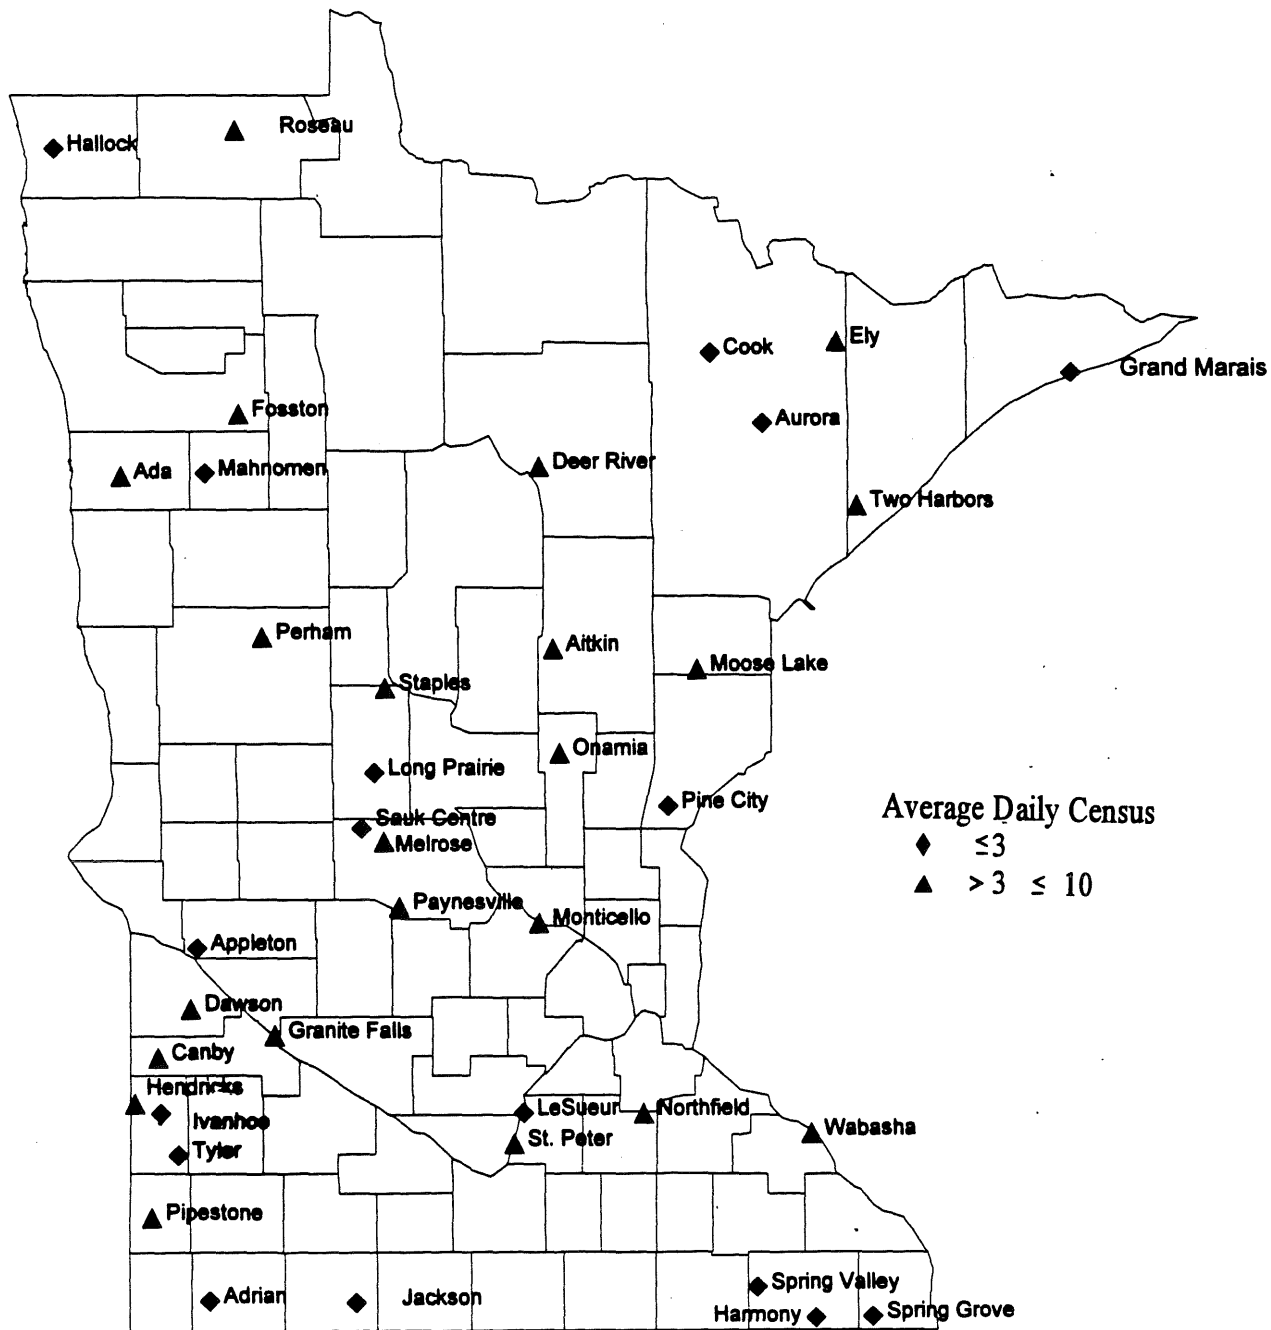 Roseau
Hallock
Ely
Cook
Grand Marais
Fosston
Aurora
Deer River
Ada
Mahnomen
Two Harbors
Perham
Aitkin
Moose Lake
Staples
Onamia
Long Prairie
Pine City
Average Daily Census
≤3
> 3 ≤ 10
Sauk Centre
Melrose
Paynesville
Monticello
Appleton
Dawson
Granite Falls
Canby
Hendricks
Ivanhoe
LeSueur
Northfield
Wabasha
St. Peter
Tyler
Pipestone
Spring Valley
Adrian
Jackson
Harmony
Spring Grove